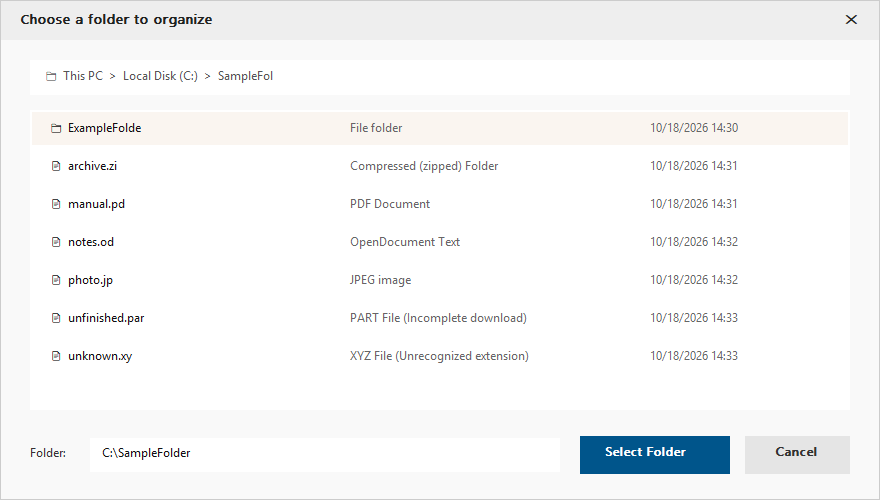 Choose a folder to organize
This PC > Local Disk (C:) > SampleFol
ExampleFolde File folder 10/18/2026 14:30
archive.zi Compressed (zipped) Folder 10/18/2026 14:31
manual.pd PDF Document 10/18/2026 14:31
notes.od OpenDocument Text 10/18/2026 14:32
photo.jp JPEG image 10/18/2026 14:32
unfinished.par PART File (Incomplete download) 10/18/2026 14:33
unknown.xy XYZ File (Unrecognized extension) 10/18/2026 14:33
Folder: C:\SampleFolder Select Folder Cancel